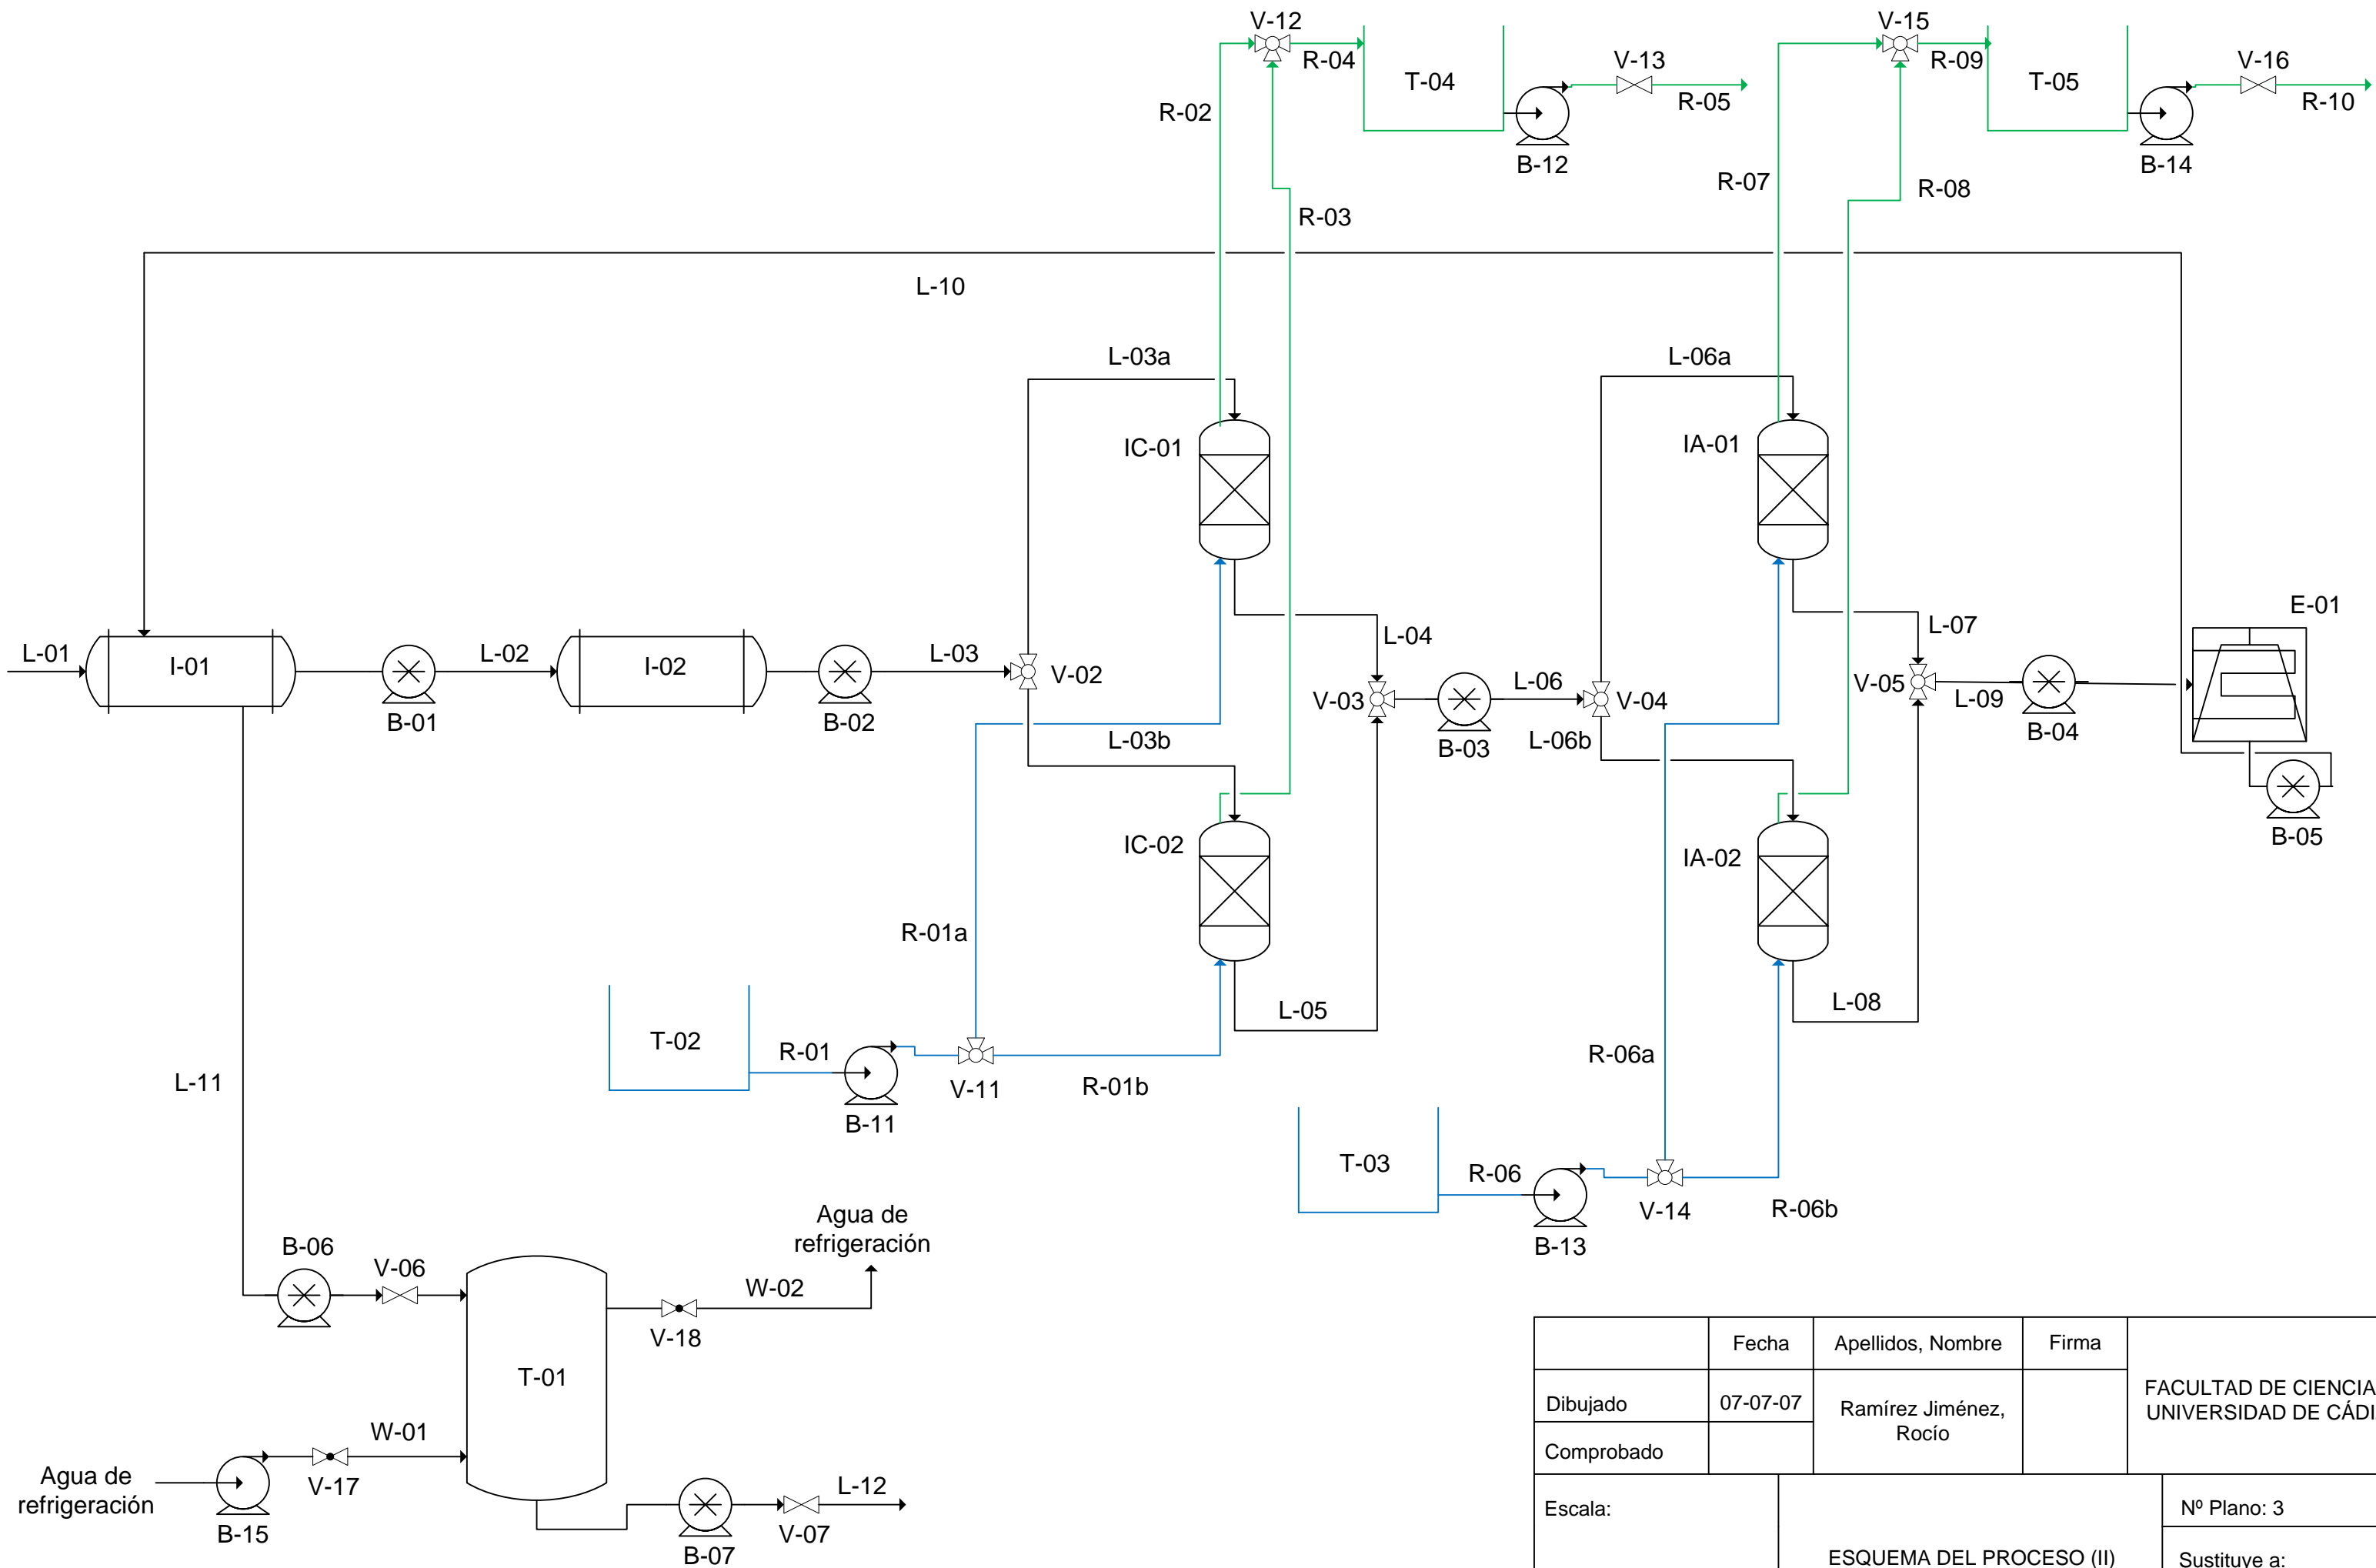 V-12
V-15
R-04
V-13
T-04
R-05
R-09
V-16
T-05
R-10
R-02
B-12
B-14
R-07
R-08
R-03
L-10
L-03a
L-06a
IC-01
IA-01
E-01
L-01
I-01
L-02
I-02
L-03
V-02
L-04
L-07
B-01
B-02
V-03
L-06
V-04
V-05
L-09
L-03b
B-03
L-06b
B-04
B-05
IC-02
IA-02
R-01a
L-05
L-08
T-02
R-01
R-06a
L-11
V-11
R-01b
B-11
T-03
R-06
V-14
R-06b
B-13
Agua de
refrigeración
B-06
V-06
W-02
V-18
T-01
W-01
Agua de
refrigeración
V-17
B-15
L-12
V-07
B-07
Fecha
Apellidos, Nombre
Firma
FACULTAD DE CIENCIA
UNIVERSIDAD DE CÁDI
Dibujado
07-07-07
Ramírez Jiménez,
Rocío
Comprobado
Escala:
Nº Plano: 3
ESQUEMA DEL PROCESO (II)
Sustituye a: